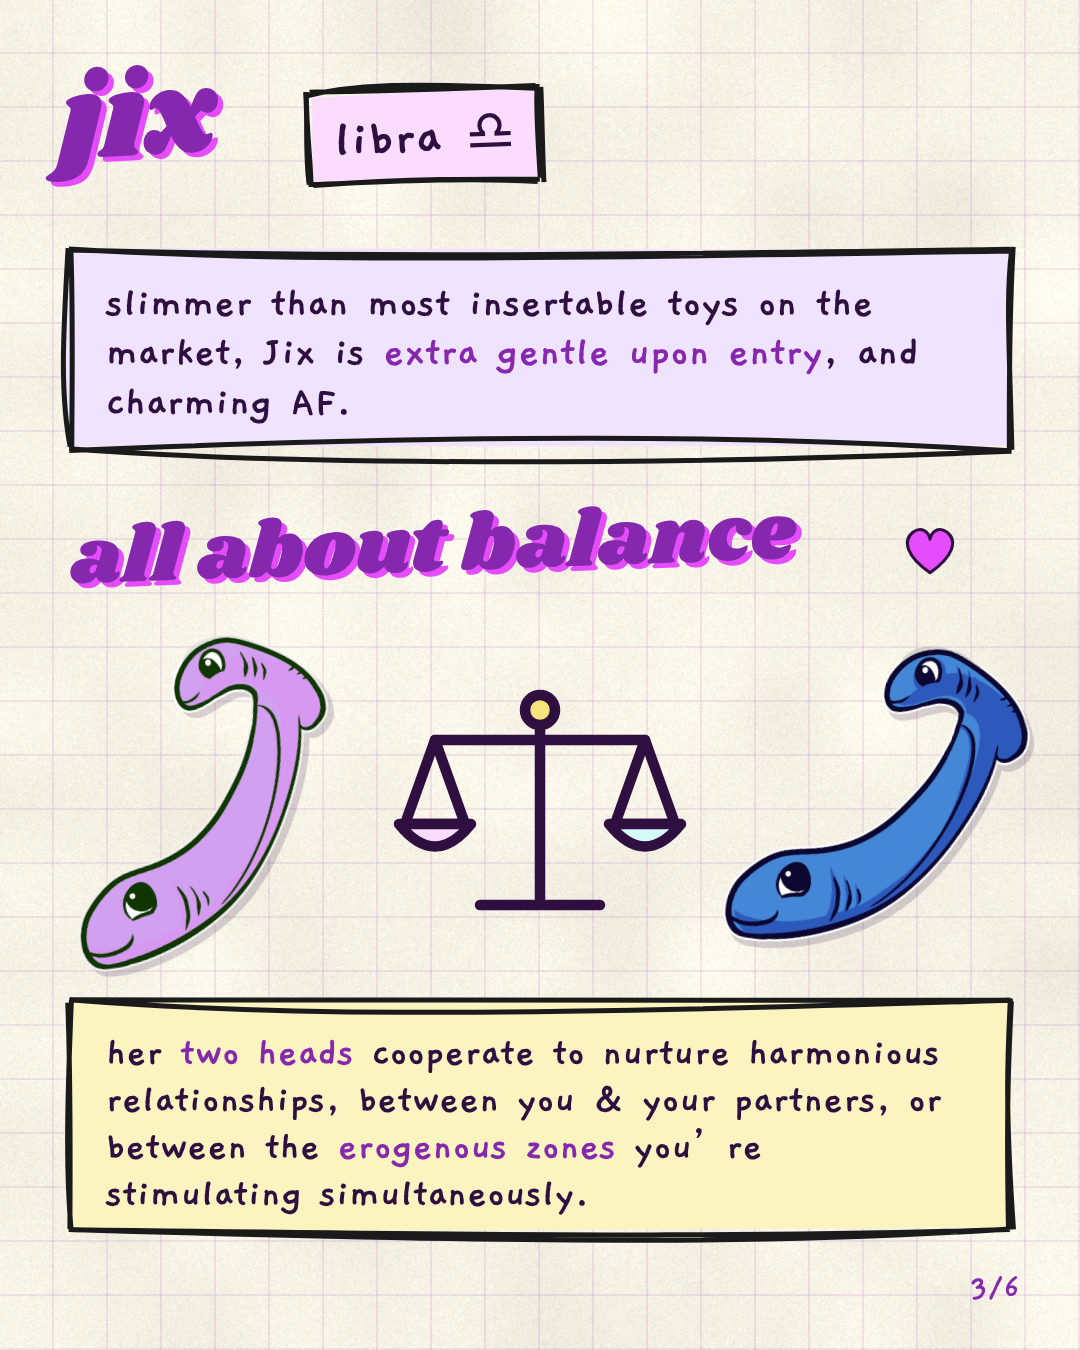 jix
libra ♎
slimmer than most insertable toys on the
market, Jix is extra gentle upon entry, and
charming AF.
all about balance
her two heads cooperate to nurture harmonious
relationships, between you & your partners, or
between the erogenous zones you’ re
stimulating simultaneously.
3/6